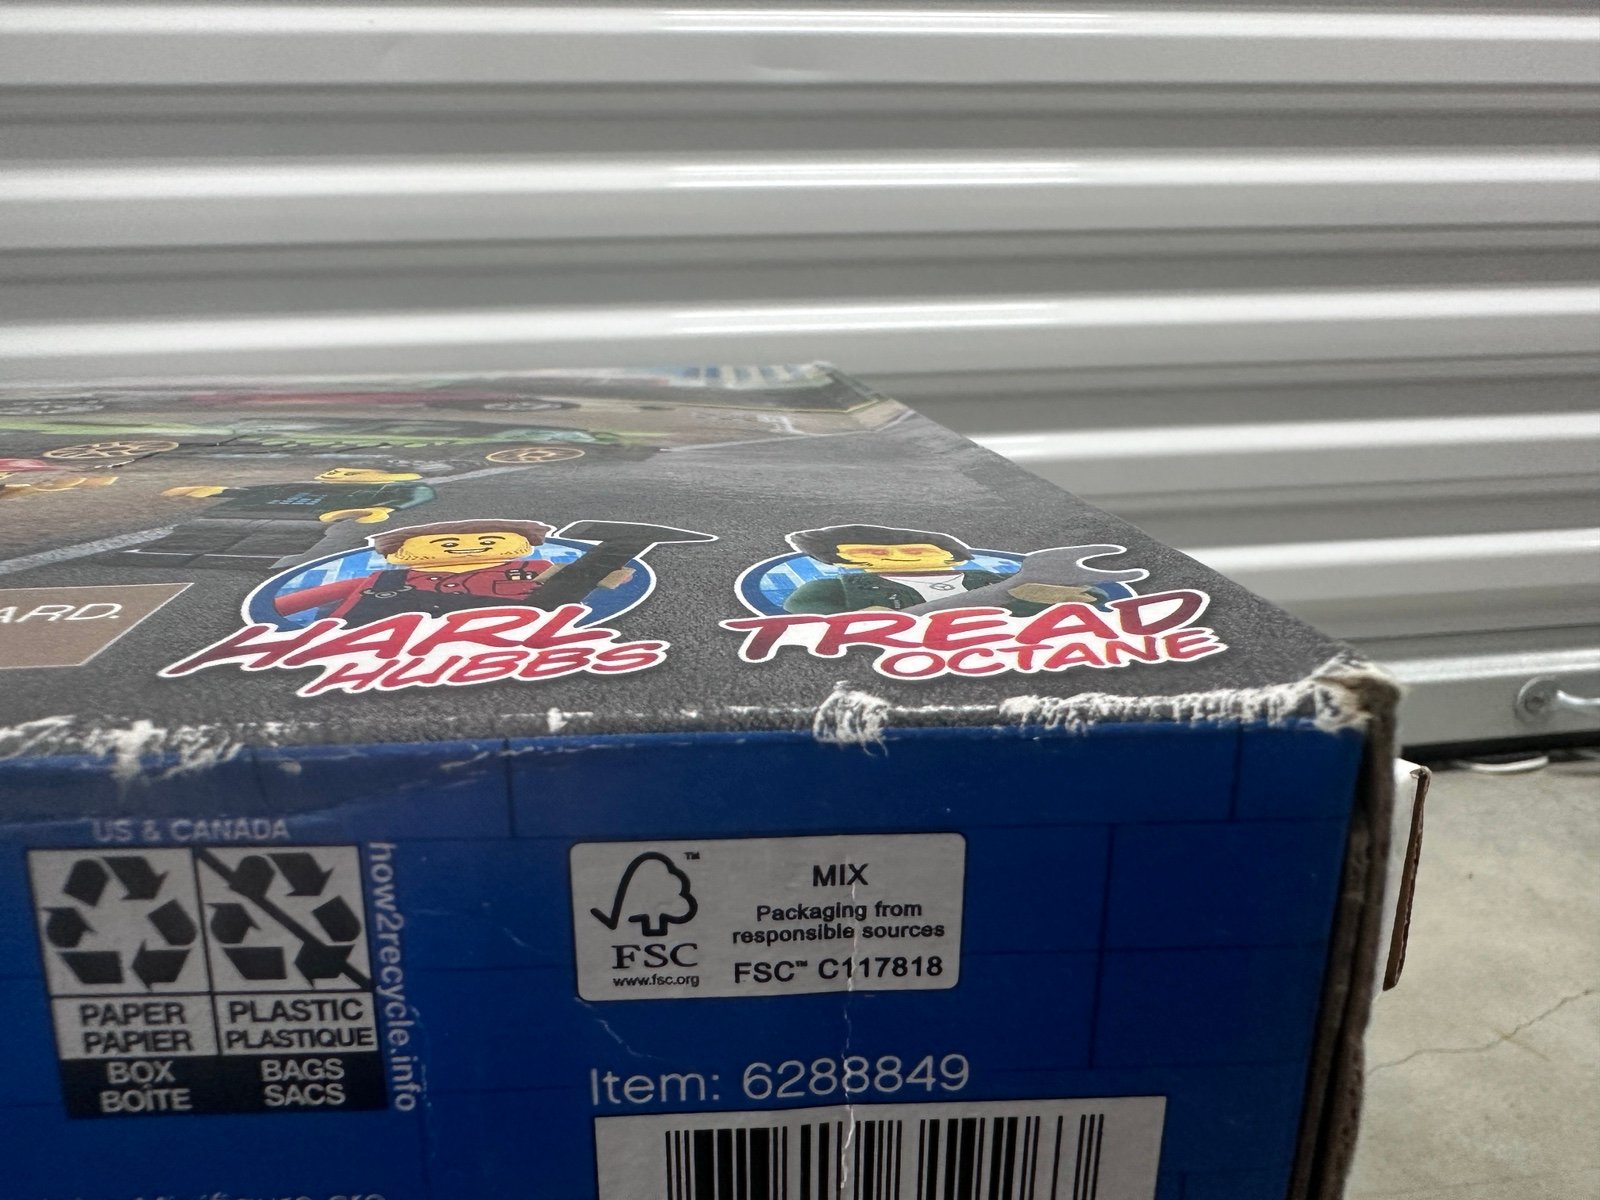 ARD.
HARL
HUBBS
TREAD
OCTANE
US & CANADA
how2recycle.info
PAPER
PAPIER
BOX
BOÎTE
PLASTIC
PLASTIQUE
BAGS
SACS
™
FSC
www.fsc.org
MIX
Packaging from
responsible sources
FSC™ C117818
Item: 6288849